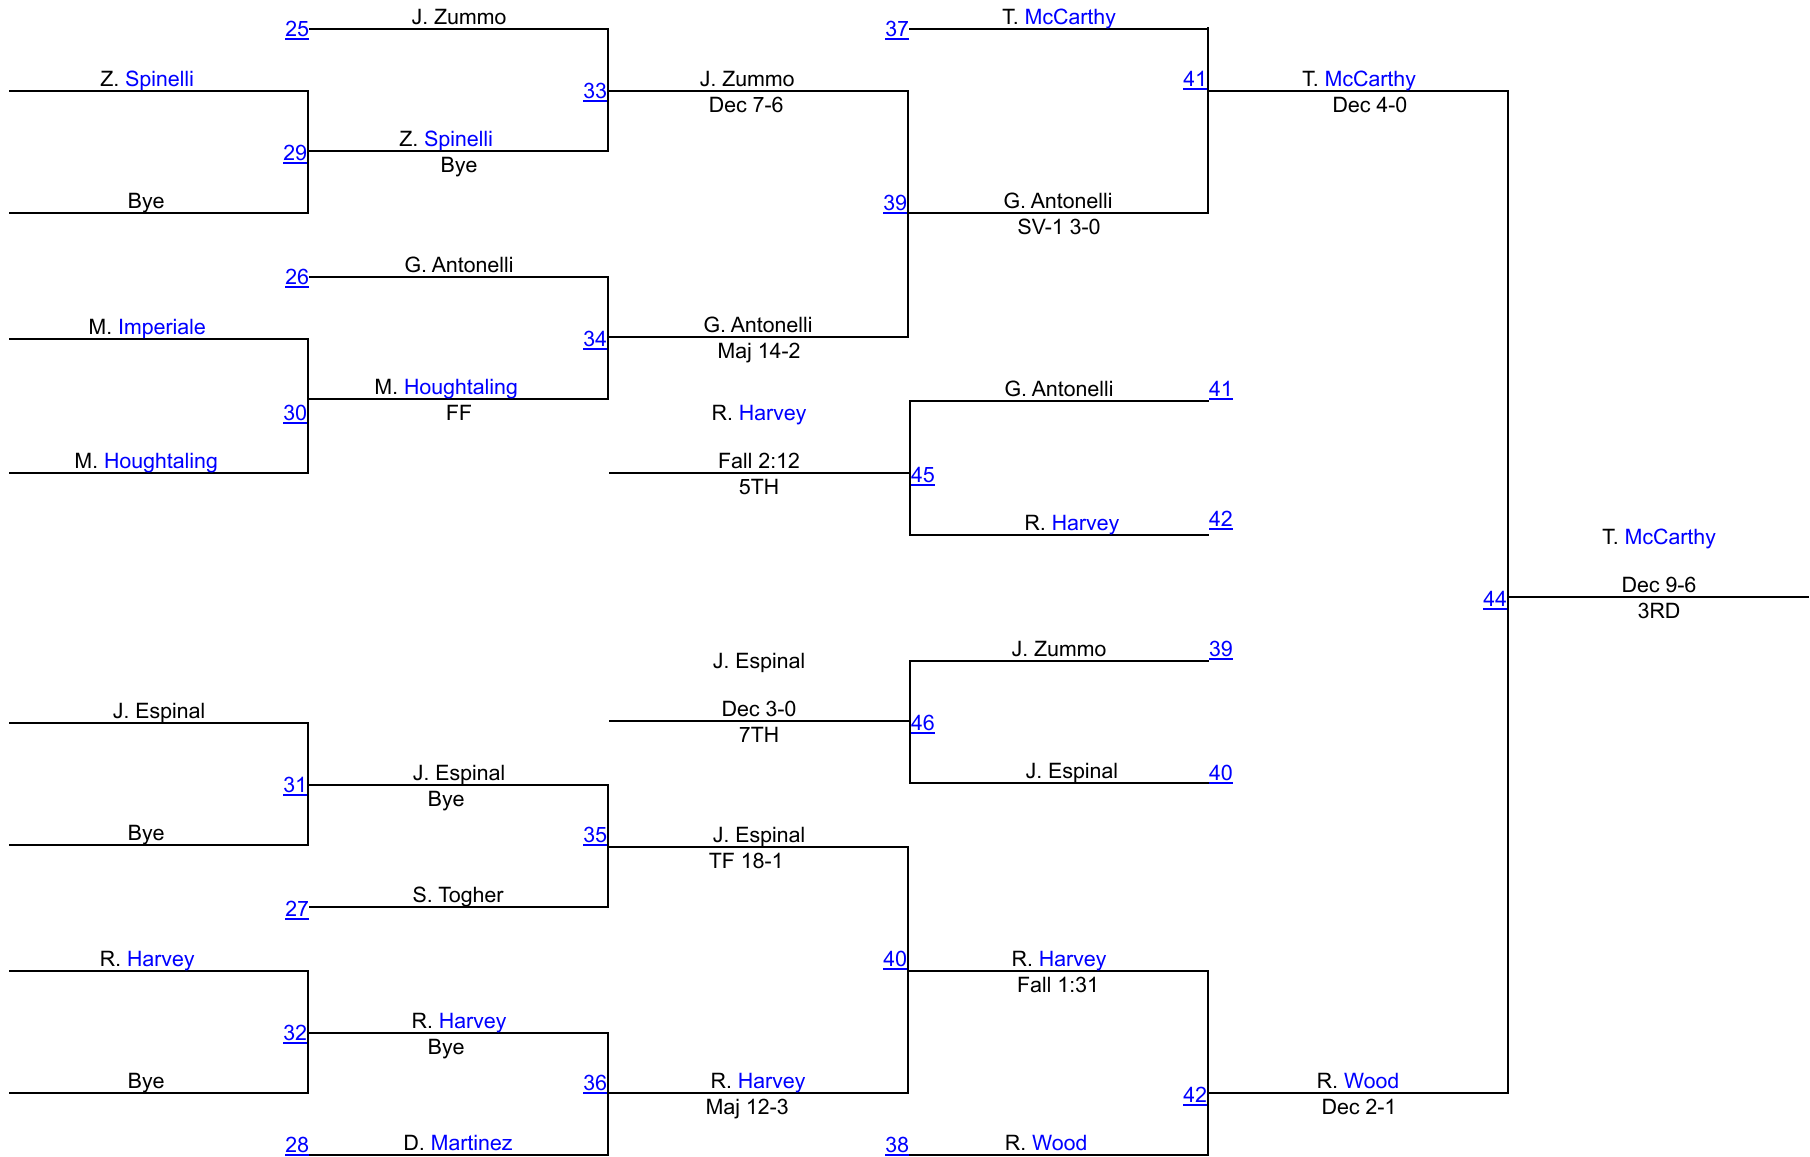 J. Zummo
25
T. McCarthy
37
Z. Spinelli
33
J. Zummo
Dec 7-6
41
T. McCarthy
Dec 4-0
29
Z. Spinelli
Bye
Bye
39
G. Antonelli
SV-1 3-0
26
G. Antonelli
M. Imperiale
34
G. Antonelli
Maj 14-2
30
M. Houghtaling
FF
R. Harvey
G. Antonelli
41
M. Houghtaling
Fall 2:12
5TH
45
R. Harvey
42
T. McCarthy
44
Dec 9-6
3RD
J. Espinal
J. Zummo
39
J. Espinal
Dec 3-0
7TH
46
31
J. Espinal
Bye
J. Espinal
40
Bye
35
J. Espinal
TF 18-1
27
S. Togher
R. Harvey
40
R. Harvey
Fall 1:31
32
R. Harvey
Bye
Bye
36
R. Harvey
Maj 12-3
42
R. Wood
Dec 2-1
28
D. Martinez
38
R. Wood